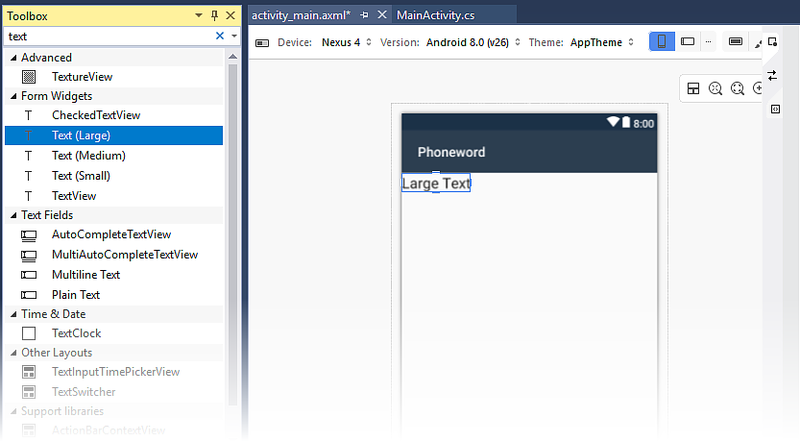 Toolbox
text
Advanced
TextureView
Form Widgets
CheckedTextView
Text (Large)
Text (Medium)
Text (Small)
TextView
Text Fields
AutoCompleteTextView
MultiAutoCompleteTextView
Multiline Text
Plain Text
Time & Date
TextClock
Other Layouts
TextInputTimePickerView
TextSwitcher
Support libraries
ActionBarContextView
activity_main.axml* MainActivity.cs
Device: Nexus 4 Version: Android 8.0 (v26) Theme: AppTheme
8:00
Phoneword
Large Text